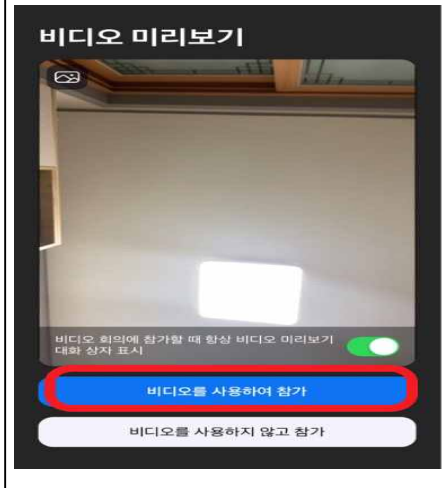 비디오 미리보기
비디오 회의에 참가할 때 항상 비디오 미리보기
대화 상자 표시
비디오를 사용하여 참가
비디오를 사용하지 않고 참가